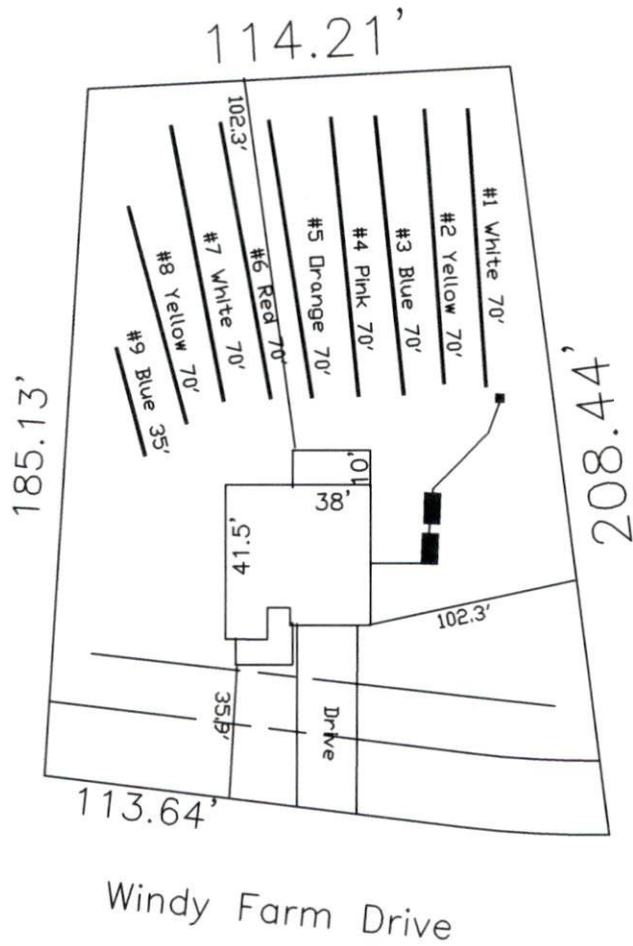 114.21'
102.3'
#1 White 70'
#2 Yellow 70'
#3 Blue 70'
#4 Pink 70'
#5 Orange 70'
#6 Red 70'
#7 White 70'
#8 Yellow 70'
#9 Blue 35'
185.13'
208.44'
10'
38'
41.5'
102.3'
35.9'
Drive
113.64'
Windy Farm Drive